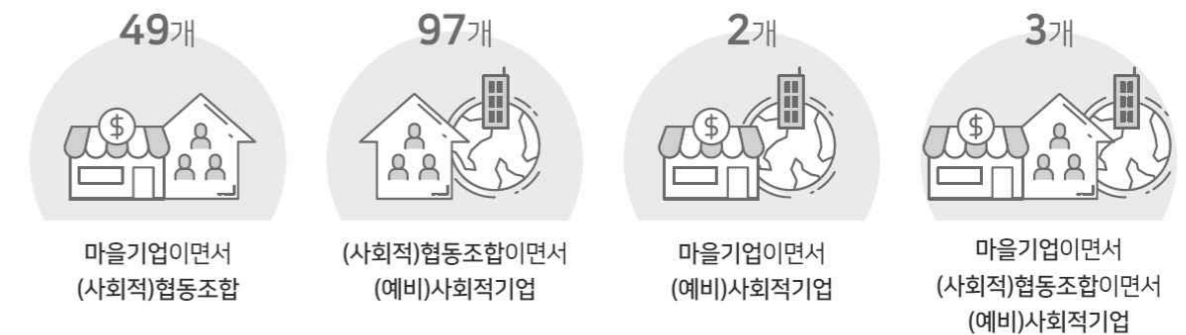 49개
97개
2개
3개
마을기업이면서
(사회적)협동조합
(사회적)협동조합이면서
(예비)사회적기업
마을기업이면서
(예비)사회적기업
마을기업이면서
(사회적)협동조합이면서
(예비)사회적기업
$
$
$